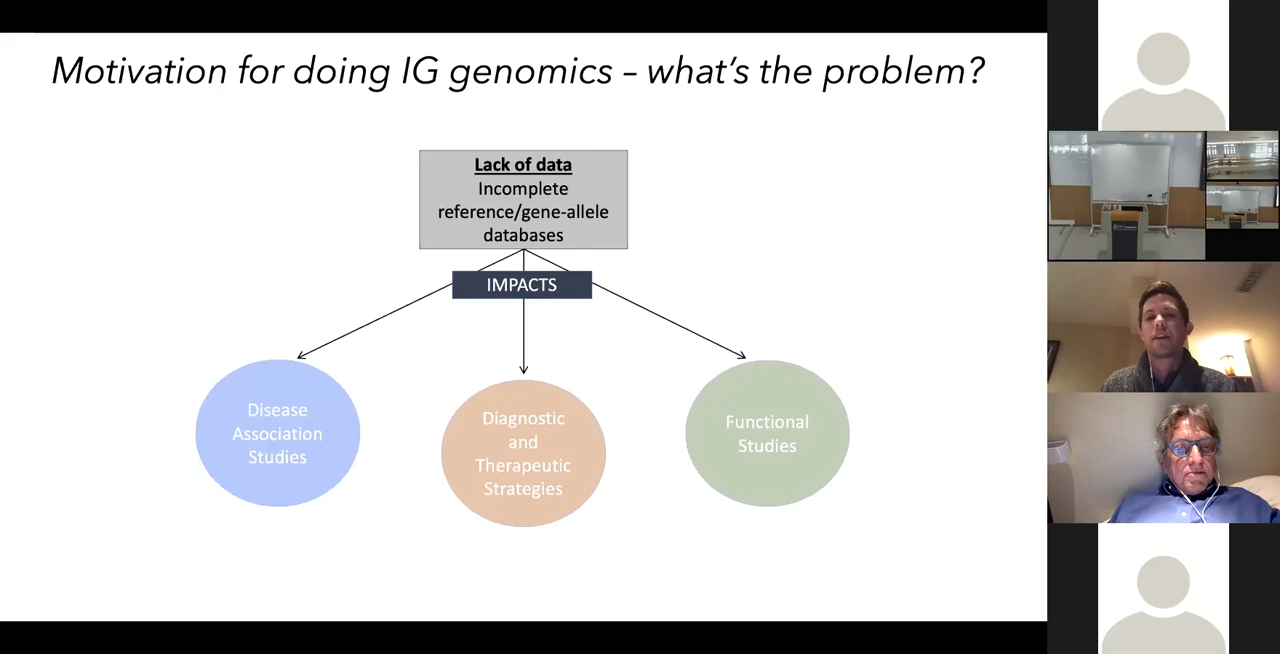 Motivation for doing IG genomics – what's the problem?
Lack of data
Incomplete
reference/gene-allele
databases
IMPACTS
Disease
Association
Studies
Diagnostic
and
Therapeutic
Strategies
Functional
Studies